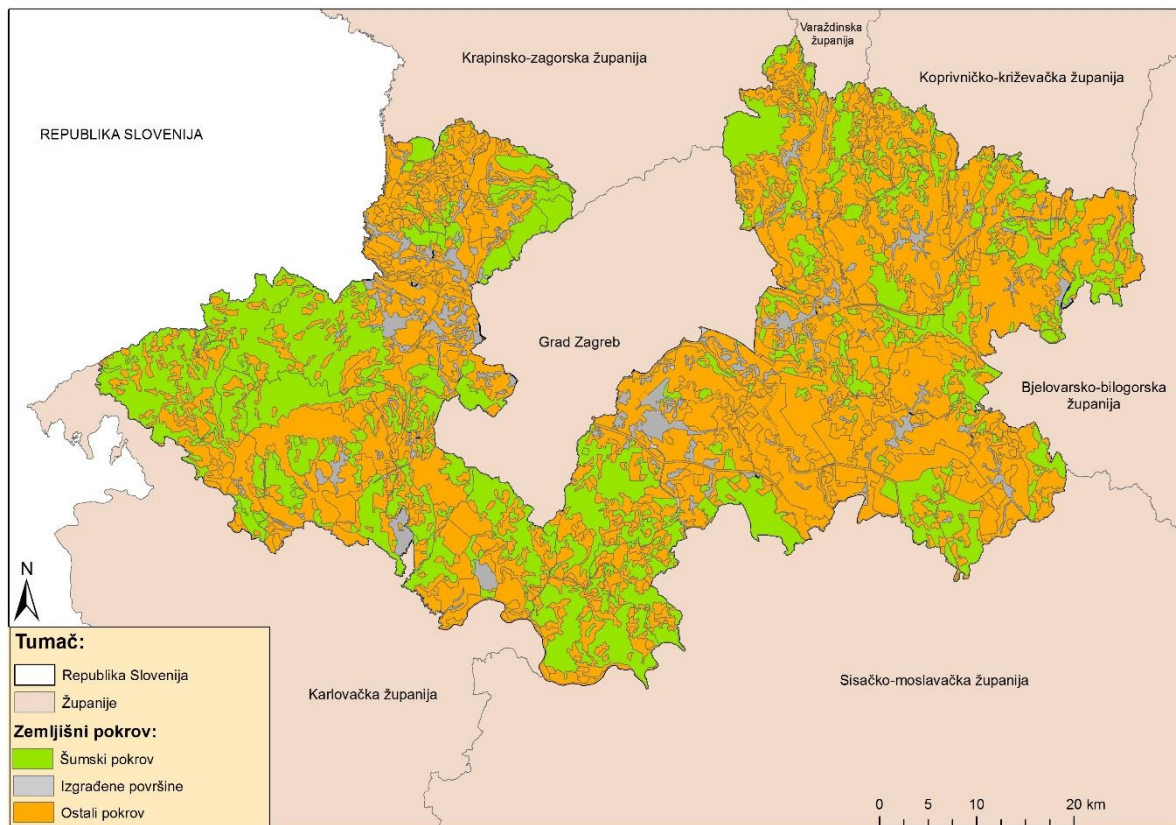 Varaždinska
županija
Krapinsko-zagorska županija
Koprivničko-križevačka županija
REPUBLIKA SLOVENIJA
Grad Zagreb
Bjelovarsko-bilogorska
županija
N
Tumač:
Republika Slovenija
Županije
Zemljišni pokrov:
Šumski pokrov
Izgrađene površine
Ostali pokrov
Karlovačka županija
Sisačko-moslavačka županija
0 5 10 20 km